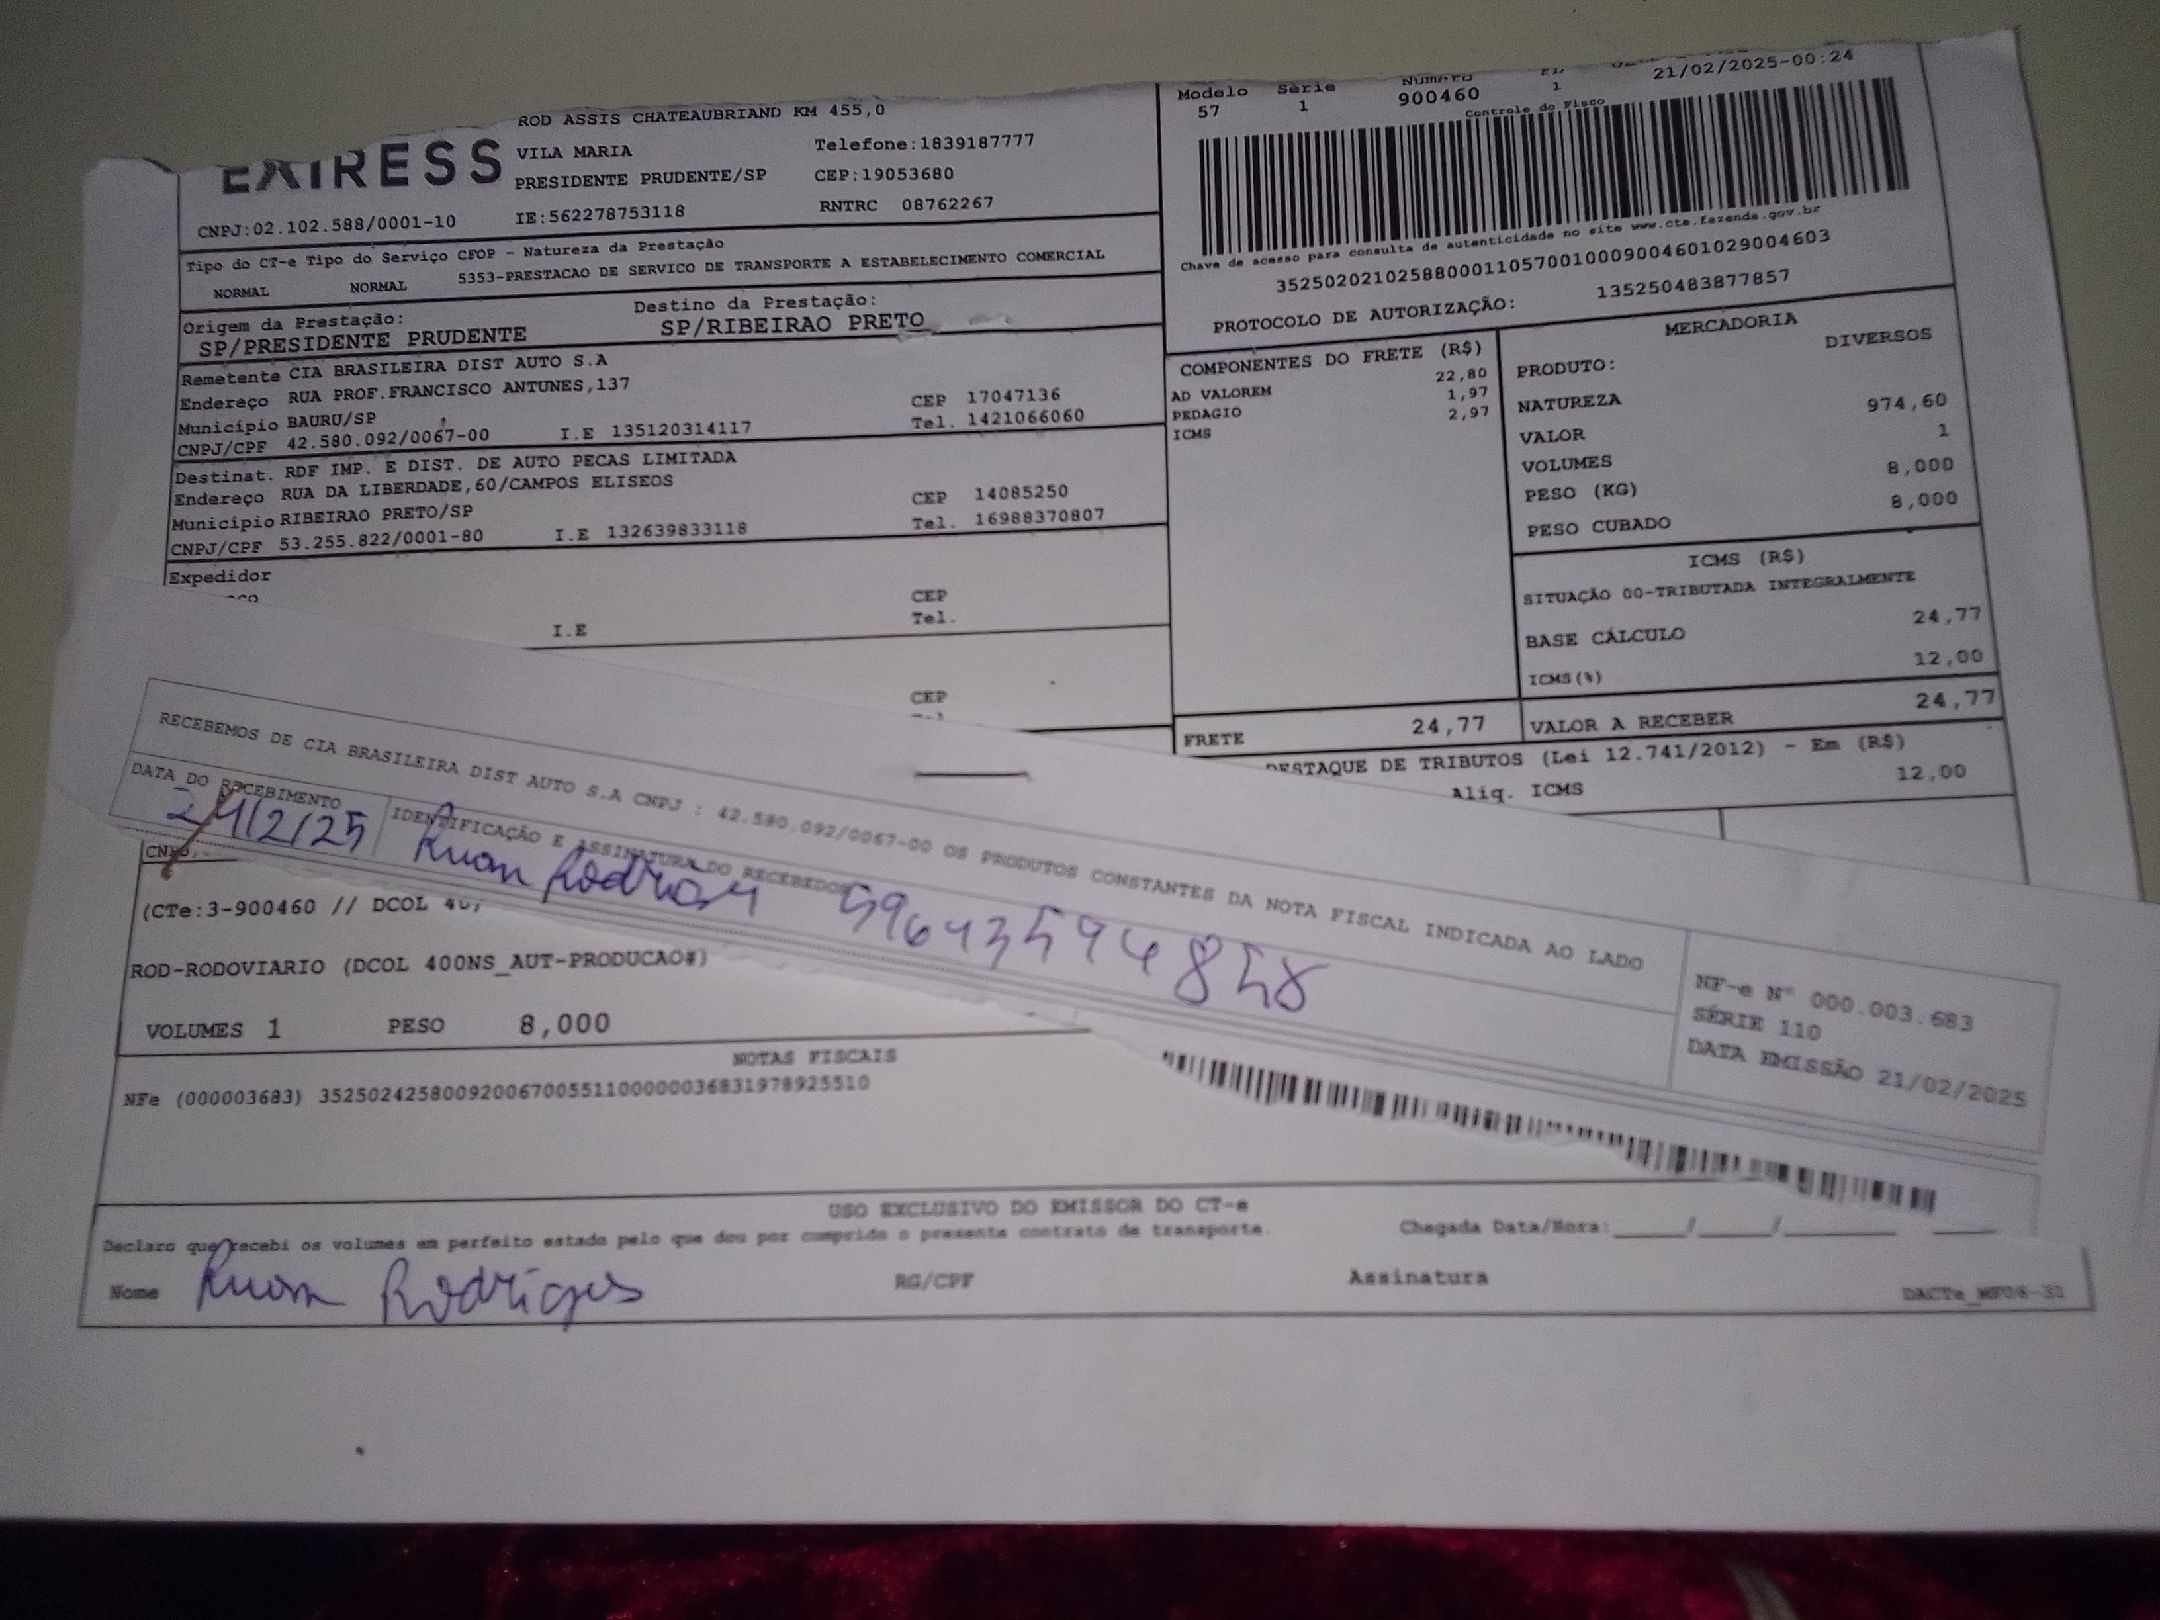 ROD ASSIS CHATEAUBRIAND KM 455,0
VILA MARIA Telefone:1839187777
PRESIDENTE PRUDENTE/SP CEP:19053680
CNPJ:02.102.588/0001-10 IE:562278753118 RNTRC 08762267
Modelo Série Número
57 1 900460 1 21/02/2025-00:24
Controle do Fisco
Chave de acesso para consulta de autenticidade no site www.cte.fazenda.gov.br
35250202102588000110570010009004601029004603
PROTOCOLO DE AUTORIZAÇÃO: 135250483877857
Tipo do CT-e Tipo do Serviço CFOP - Natureza da Prestação
NORMAL NORMAL 5353-PRESTACAO DE SERVICO DE TRANSPORTE A ESTABELECIMENTO COMERCIAL
Origem da Prestação: Destino da Prestação:
SP/PRESIDENTE PRUDENTE SP/RIBEIRAO PRETO
Remetente CIA BRASILEIRA DIST AUTO S.A
Endereço RUA PROF.FRANCISCO ANTUNES,137
Município BAURU/SP CEP 17047136
CNPJ/CPF 42.580.092/0067-00 I.E 135120314117 Tel. 1421066060
Destinat. RDF IMP. E DIST. DE AUTO PECAS LIMITADA
Endereço RUA DA LIBERDADE,60/CAMPOS ELISEOS
Município RIBEIRAO PRETO/SP CEP 14085250
CNPJ/CPF 53.255.822/0001-80 I.E 132639833118 Tel. 16988370807
Expedidor
CEP
I.E Tel.
CEP
COMPONENTES DO FRETE (R$)
22,80
AD VALOREM 1,97
PEDAGIO 2,97
ICMS
FRETE 24,77
MERCADORIA
PRODUTO: DIVERSOS
NATUREZA
VALOR 974,60
VOLUMES 1
PESO (KG) 8,000
PESO CUBADO 8,000
ICMS (R$)
SITUAÇÃO 00-TRIBUTADA INTEGRALMENTE
BASE CÁLCULO 24,77
ICMS(%) 12,00
VALOR A RECEBER 24,77
DESTAQUE DE TRIBUTOS (Lei 12.741/2012) - Em (R$)
Aliq. ICMS 12,00
RECEBEMOS DE CIA BRASILEIRA DIST AUTO S.A CNPJ : 42.580.092/0067-00 OS PRODUTOS CONSTANTES DA NOTA FISCAL INDICADA AO LADO
DATA DO RECEBIMENTO IDENTIFICAÇÃO E ASSINATURA DO RECEBEDOR
24/2/25 Ruan Rodrigues 59643594858
NF-e Nº 000.003.683
SÉRIE 110
DATA EMISSÃO 21/02/2025
(CTe:3-900460 // DCOL
ROD-RODOVIARIO (DCOL 400NS_AUT-PRODUCAO#)
VOLUMES 1 PESO 8,000
NOTAS FISCAIS
NFe (000003683) 35250242580092006700551100000036831978925510
USO EXCLUSIVO DO EMISSOR DO CT-e
Declaro que recebi os volumes em perfeito estado pelo que dou por cumprido o presente contrato de transporte. Chegada Data/Hora:____/____/______
Nome Ruan Rodrigues RG/CPF Assinatura